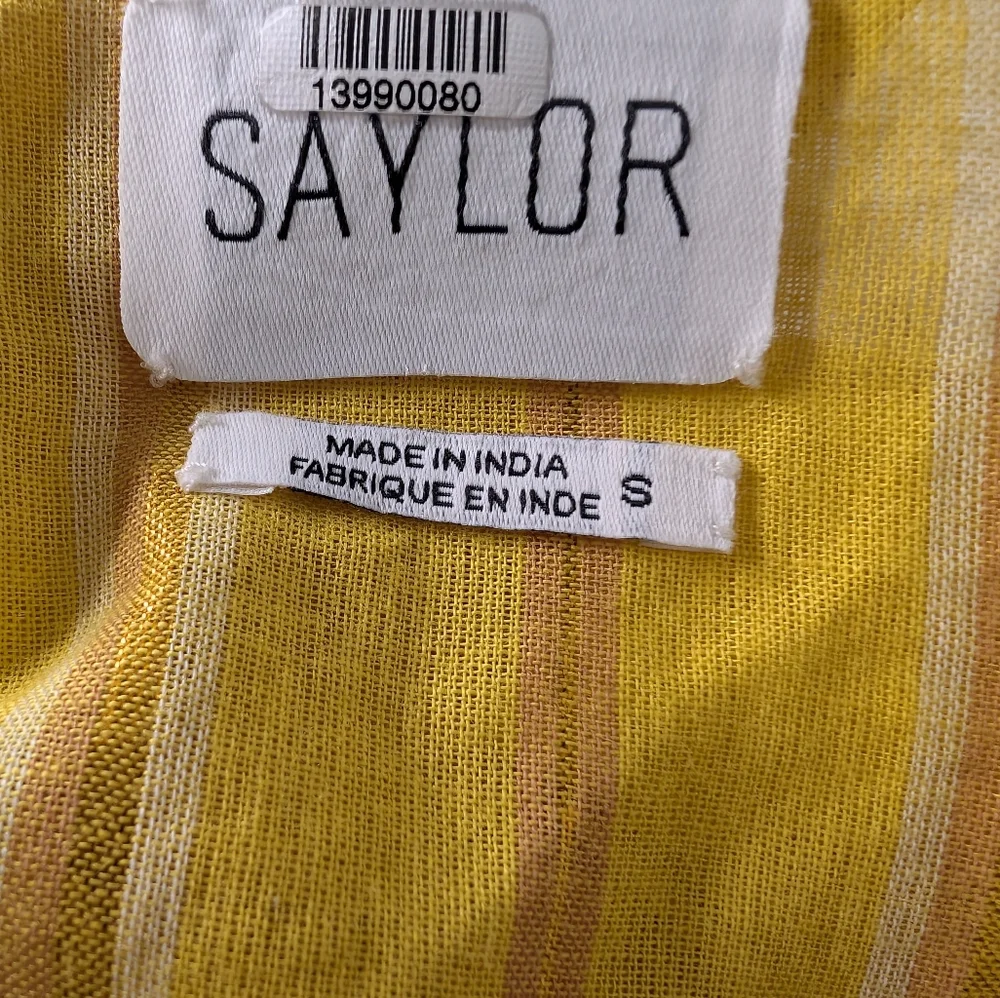 13990080
SAYLOR
MADE IN INDIA
FABRIQUE EN INDE S